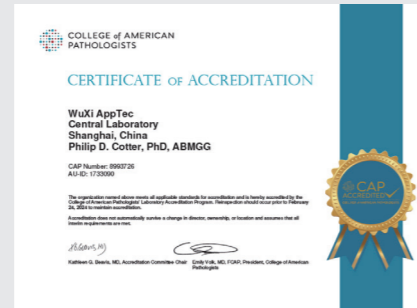 COLLEGE of AMERICAN
PATHOLOGISTS
CERTIFICATE OF ACCREDITATION
WuXi AppTec
Central Laboratory
Shanghai, China
Philip D. Cotter, PhD, ABMGG
CAP Number: 8993726
AU-ID: 1733090
The organization named above meets all applicable standards for accreditation and is hereby accredited by the
College of American Pathologists' Laboratory Accreditation Program. Reinspection should occur prior to February
24, 2024 to maintain accreditation.
Accreditation does not automatically survive a change in director, ownership, or location and assumes that all
interim requirements are met.
Kathleen G. Beavis, MD, Accreditation Committee Chair Emily Volk, MD, FCAP, President, College of American
Pathologists
CAP
ACCREDITED